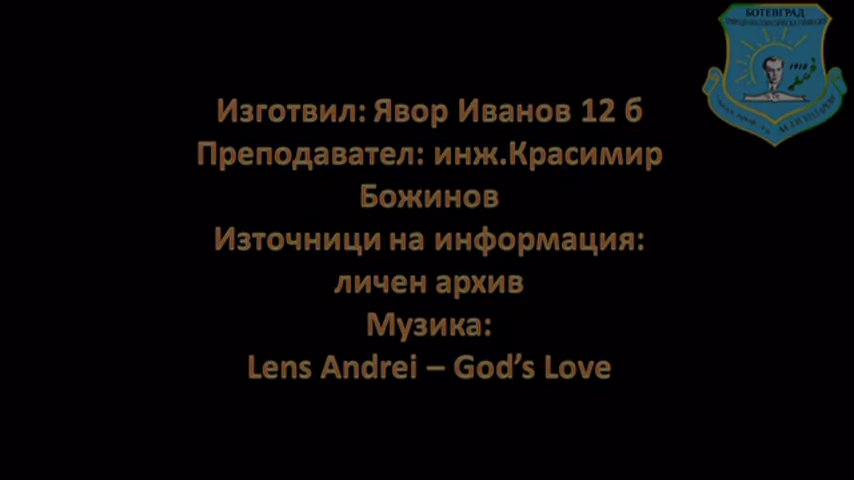 БОТЕВГРАД
1918
Изготвил: Явор Иванов 12 б
Преподавател: инж.Красимир
Божинов
Източници на информация:
личен архив
Музика:
Lens Andrei – God’s Love